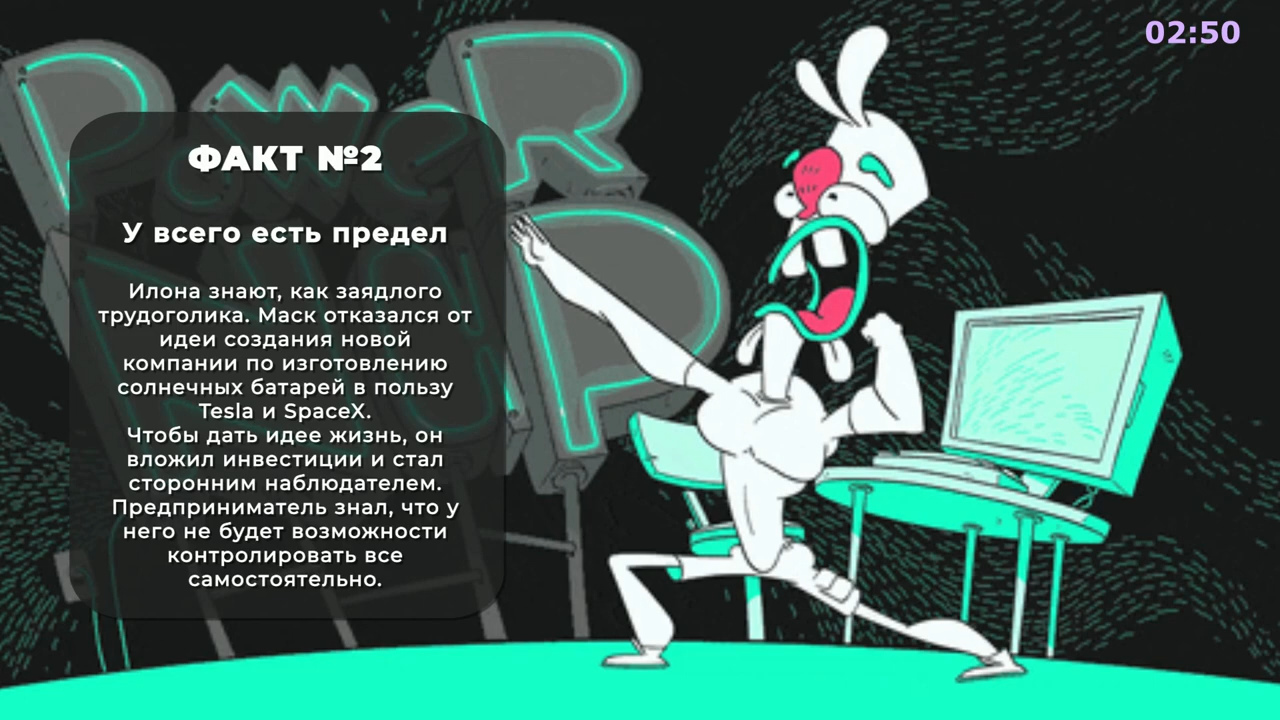 02:50
POWER
UP
ФАКТ №2
У всего есть предел
Илона знают, как заядлого
трудоголика. Маск отказался от
идеи создания новой
компании по изготовлению
солнечных батарей в пользу
Tesla и SpaceX.
Чтобы дать идее жизнь, он
вложил инвестиции и стал
сторонним наблюдателем.
Предприниматель знал, что у
него не будет возможности
контролировать все
самостоятельно.